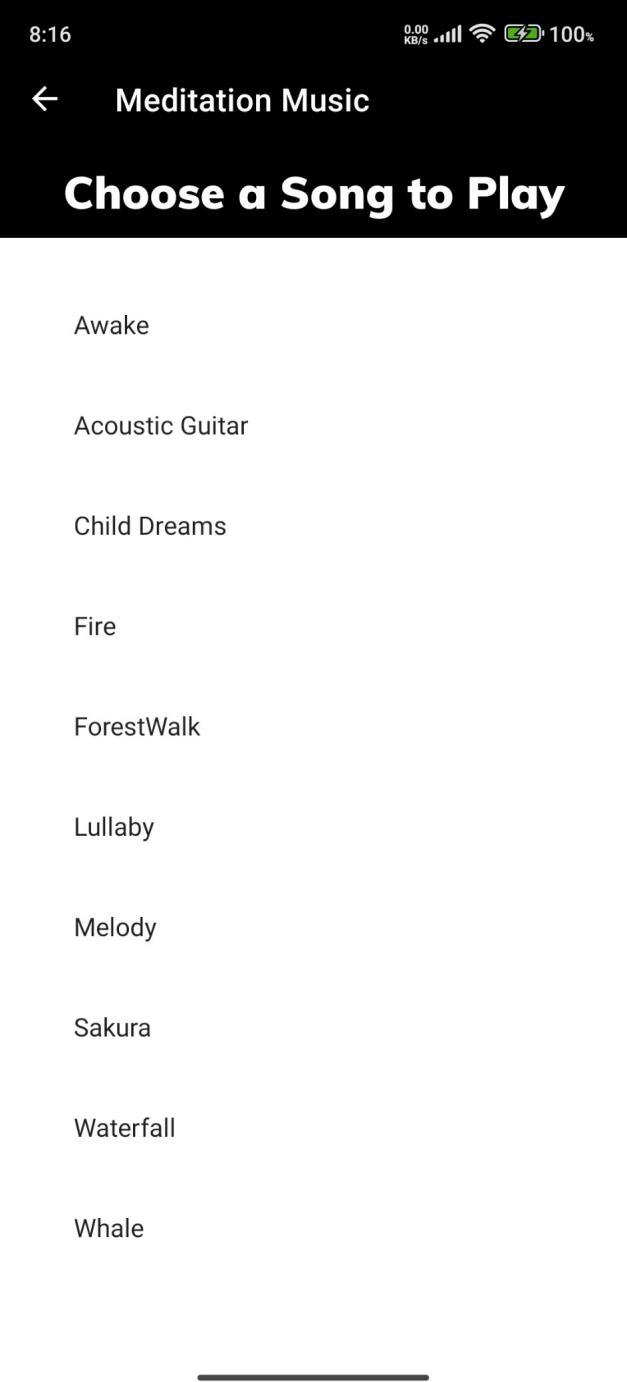 8:16
0.00
KB/s
100%
Meditation Music
Choose a Song to Play
Awake
Acoustic Guitar
Child Dreams
Fire
ForestWalk
Lullaby
Melody
Sakura
Waterfall
Whale